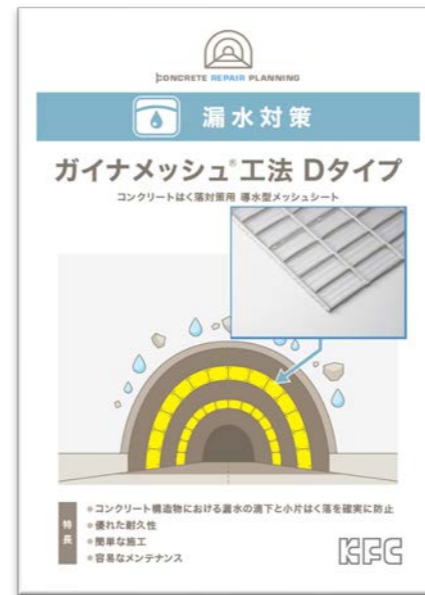 CONCRETE REPAIR PLANNING
漏水対策
ガイナメッシュ®工法 Dタイプ
コンクリートはく落対策用 導水型メッシュシート
特長
●コンクリート構造物における漏水の滴下と小片はく落を確実に防止
●優れた耐久性
●簡単な施工
●容易なメンテナンス
KFC